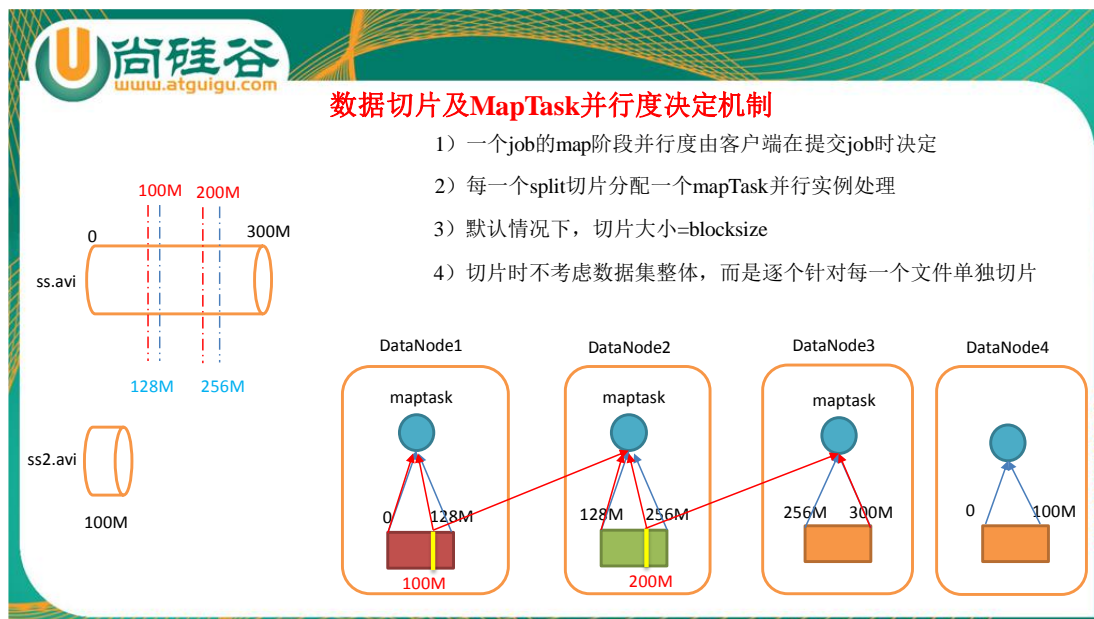 U尚硅谷
www.atguigu.com
数据切片及MapTask并行度决定机制
1）一个job的map阶段并行度由客户端在提交job时决定
2）每一个split切片分配一个mapTask并行实例处理
3）默认情况下，切片大小=blocksize
4）切片时不考虑数据集整体，而是逐个针对每一个文件单独切片
100M 200M
0 300M
ss.avi
128M 256M
ss2.avi
100M
DataNode1
maptask
0 128M
100M
DataNode2
maptask
128M 256M
200M
DataNode3
maptask
256M 300M
DataNode4
0 100M